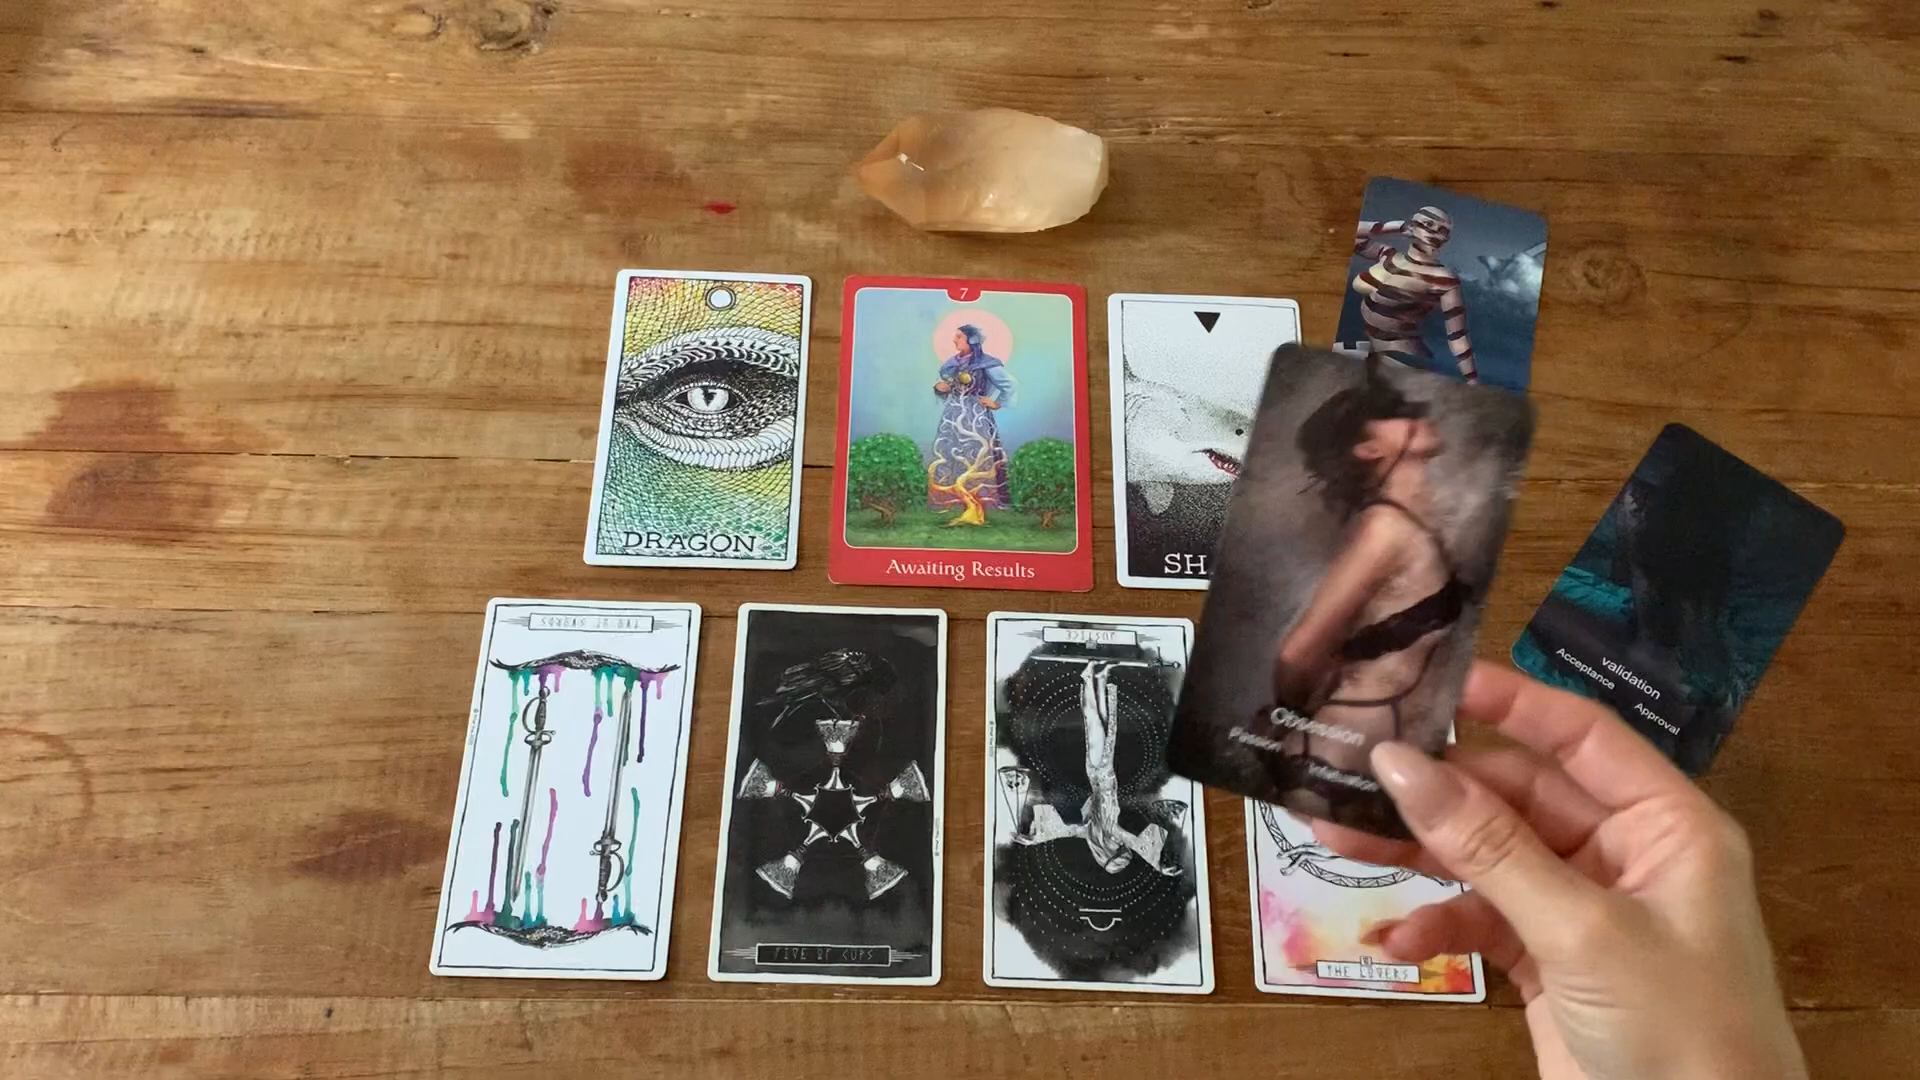 7
DRAGON
Awaiting Results
SH
TWO OF SWORDS
JUSTICE
Obsession
Passion
validation
Acceptance
Approval
FIVE OF CUPS
THE LOVERS